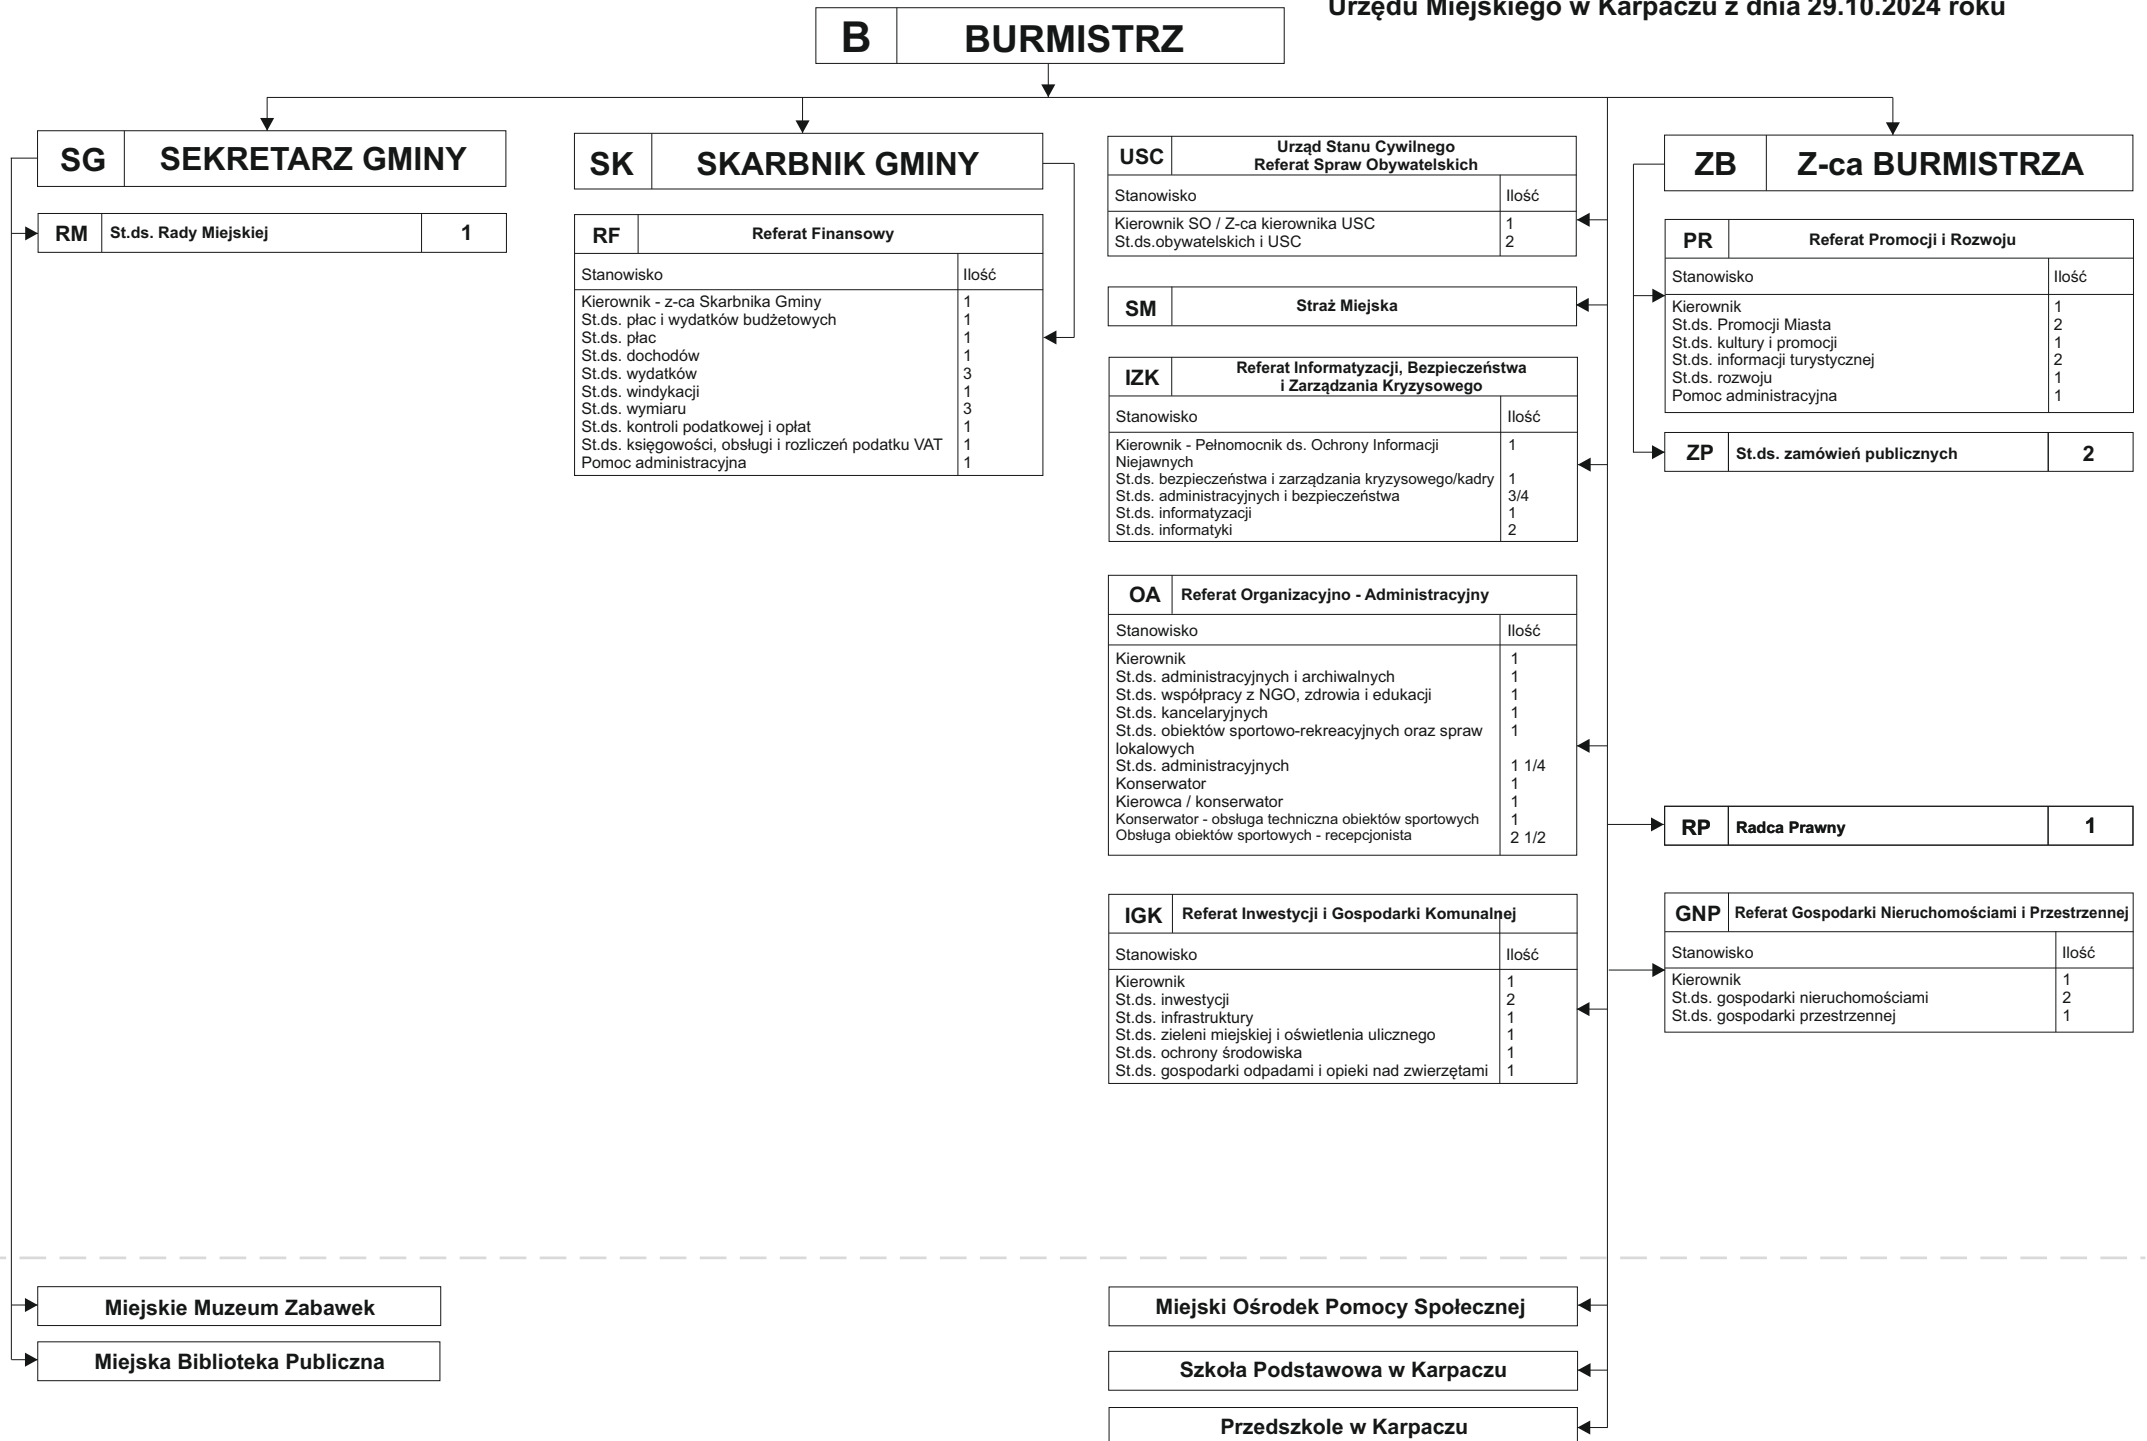 Urzędu Miejskiego w Karpaczu z dnia 29.10.2024 roku
B BURMISTRZ
SG SEKRETARZ GMINY
RM St.ds. Rady Miejskiej 1
SK SKARBNIK GMINY
RF Referat Finansowy
Stanowisko Ilość
Kierownik - z-ca Skarbnika Gminy 1
St.ds. płac i wydatków budżetowych 1
St.ds. płac 1
St.ds. dochodów 1
St.ds. wydatków 3
St.ds. windykacji 1
St.ds. wymiaru 3
St.ds. kontroli podatkowej i opłat 1
St.ds. księgowości, obsługi i rozliczeń podatku VAT 1
Pomoc administracyjna 1
USC Urząd Stanu Cywilnego
Referat Spraw Obywatelskich
Stanowisko Ilość
Kierownik SO / Z-ca kierownika USC 1
St.ds.obywatelskich i USC 2
SM Straż Miejska
IZK Referat Informatyzacji, Bezpieczeństwa
i Zarządzania Kryzysowego
Stanowisko Ilość
Kierownik - Pełnomocnik ds. Ochrony Informacji 1
Niejawnych
St.ds. bezpieczeństwa i zarządzania kryzysowego/kadry 1
St.ds. administracyjnych i bezpieczeństwa 3/4
St.ds. informatyzacji 1
St.ds. informatyki 2
OA Referat Organizacyjno - Administracyjny
Stanowisko Ilość
Kierownik 1
St.ds. administracyjnych i archiwalnych 1
St.ds. współpracy z NGO, zdrowia i edukacji 1
St.ds. kancelaryjnych 1
St.ds. obiektów sportowo-rekreacyjnych oraz spraw 1
lokalowych
St.ds. administracyjnych 1 1/4
Konserwator 1
Kierowca / konserwator 1
Konserwator - obsługa techniczna obiektów sportowych 1
Obsługa obiektów sportowych - recepcjonista 2 1/2
IGK Referat Inwestycji i Gospodarki Komunalnej
Stanowisko Ilość
Kierownik 1
St.ds. inwestycji 2
St.ds. infrastruktury 1
St.ds. zieleni miejskiej i oświetlenia ulicznego 1
St.ds. ochrony środowiska 1
St.ds. gospodarki odpadami i opieki nad zwierzętami 1
ZB Z-ca BURMISTRZA
PR Referat Promocji i Rozwoju
Stanowisko Ilość
Kierownik 1
St.ds. Promocji Miasta 2
St.ds. kultury i promocji 1
St.ds. informacji turystycznej 2
St.ds. rozwoju 1
Pomoc administracyjna 1
ZP St.ds. zamówień publicznych 2
RP Radca Prawny 1
GNP Referat Gospodarki Nieruchomościami i Przestrzennej
Stanowisko Ilość
Kierownik 1
St.ds. gospodarki nieruchomościami 2
St.ds. gospodarki przestrzennej 1
Miejskie Muzeum Zabawek
Miejska Biblioteka Publiczna
Miejski Ośrodek Pomocy Społecznej
Szkoła Podstawowa w Karpaczu
Przedszkole w Karpaczu